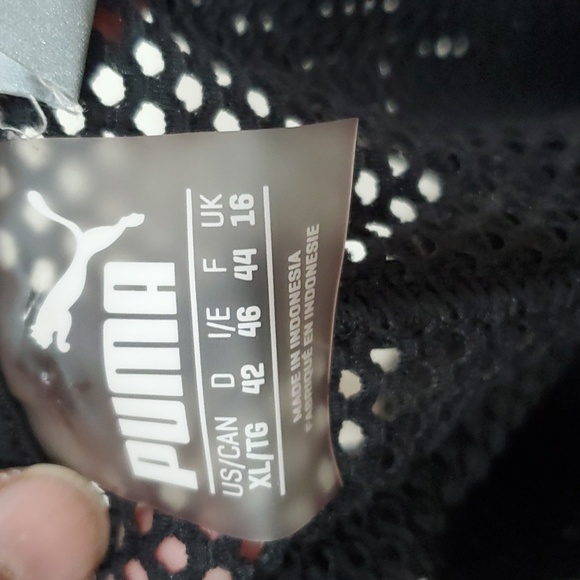 PUMA
US/CAN D I/E F UK
XL/TG 42 46 44 16
MADE IN INDONESIA
FABRIQUÉ EN INDONESIE